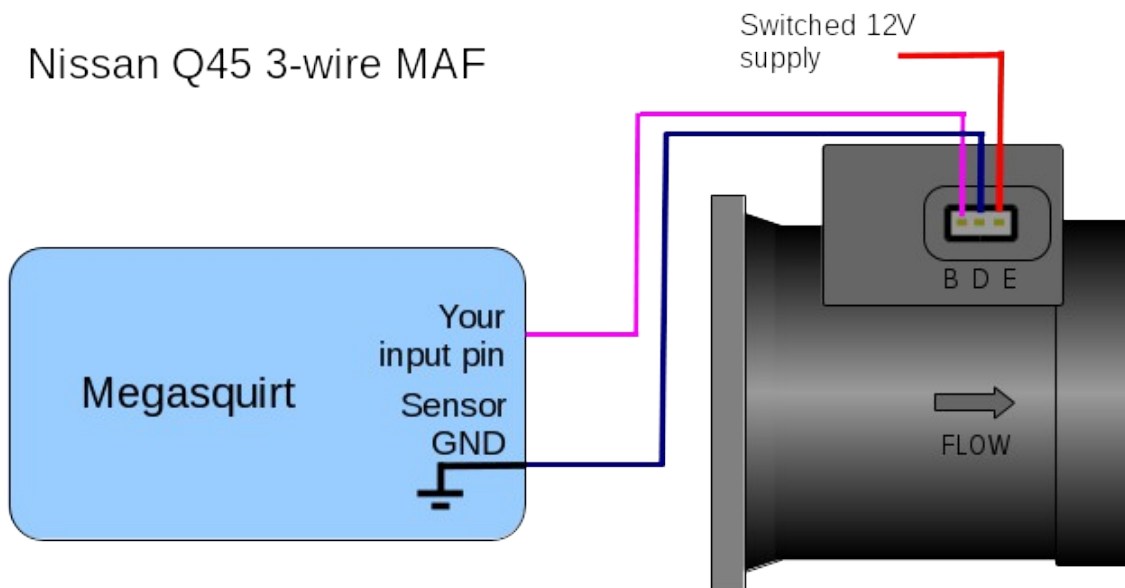 Nissan Q45 3-wire MAF
Switched 12V
supply
B D E
Your
input pin
Megasquirt
Sensor
GND
FLOW